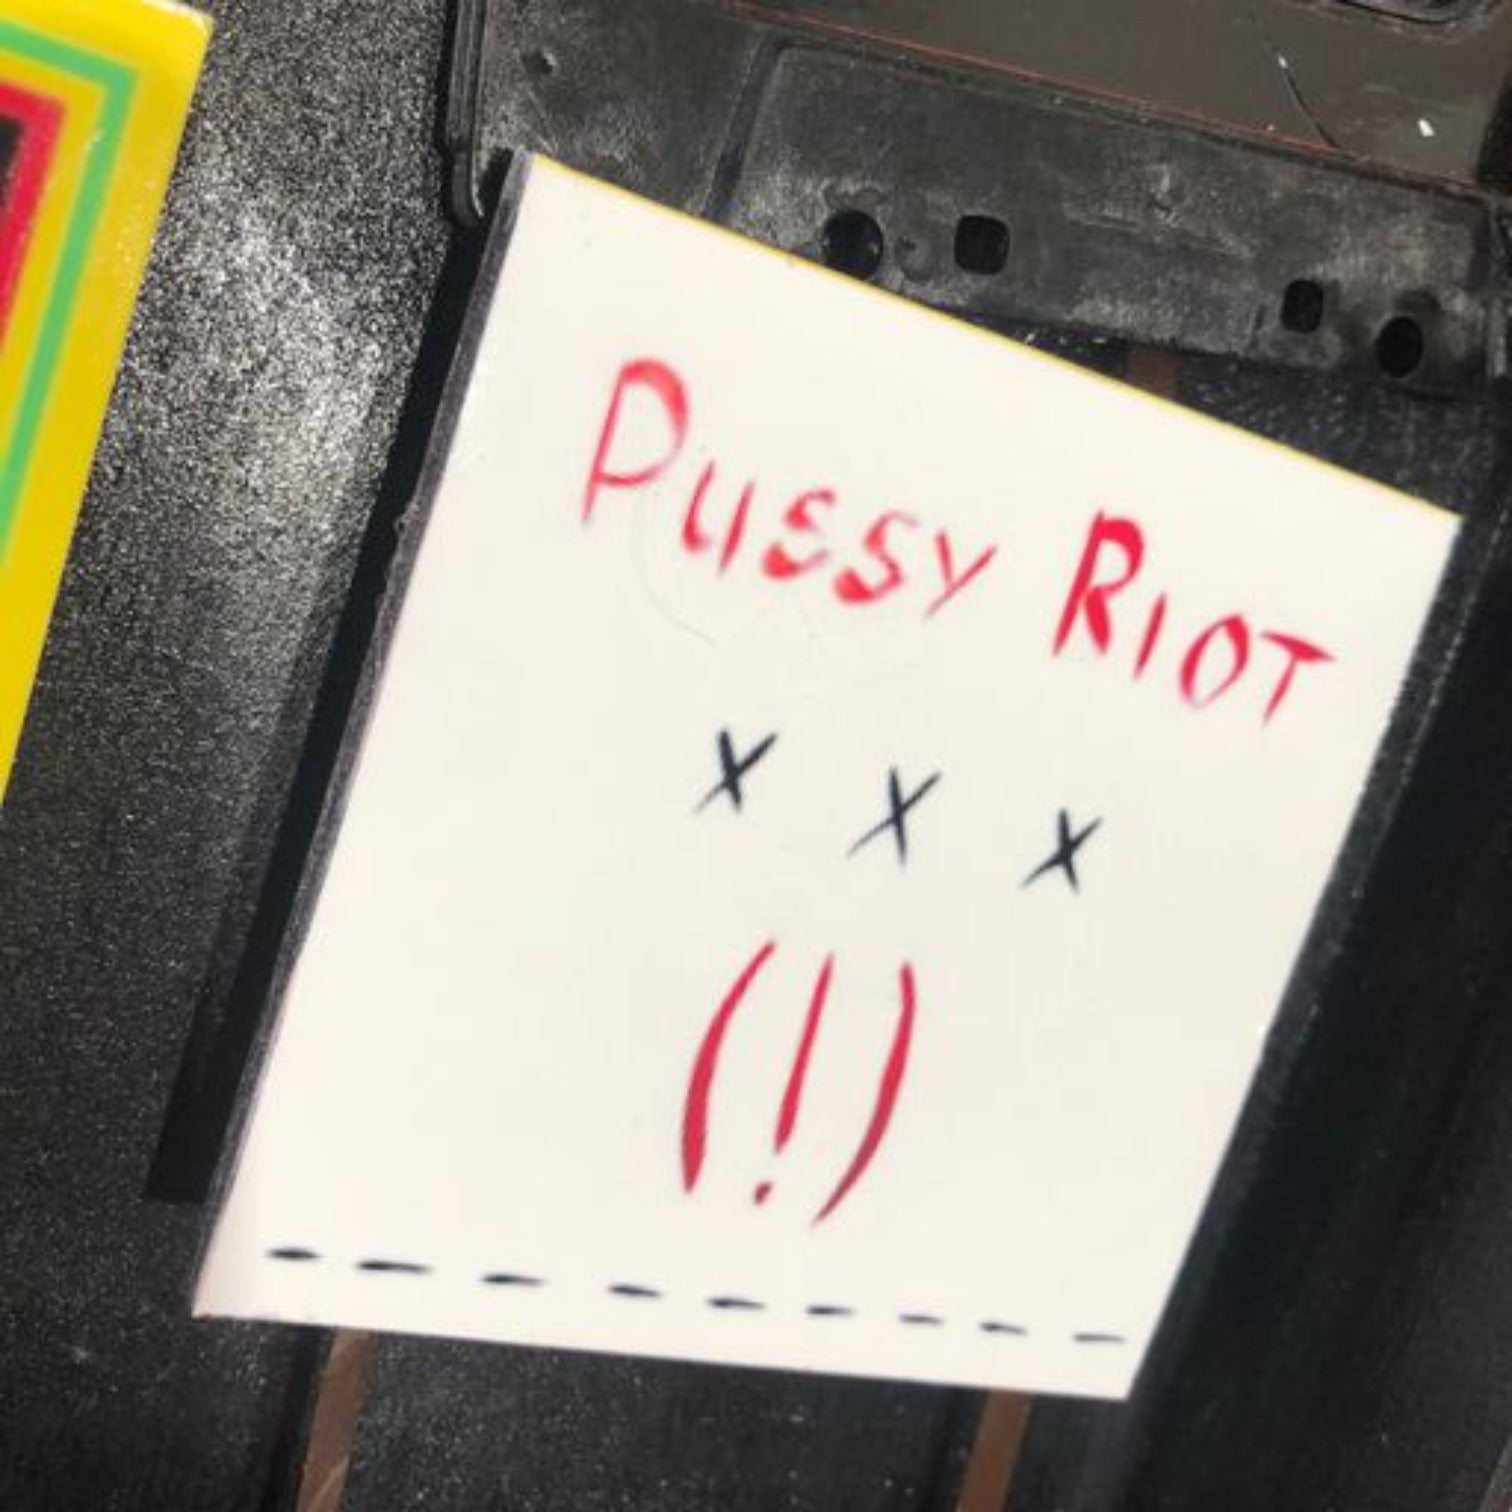 Pussy Riot
x x x
(!)
- - - - - - - - -